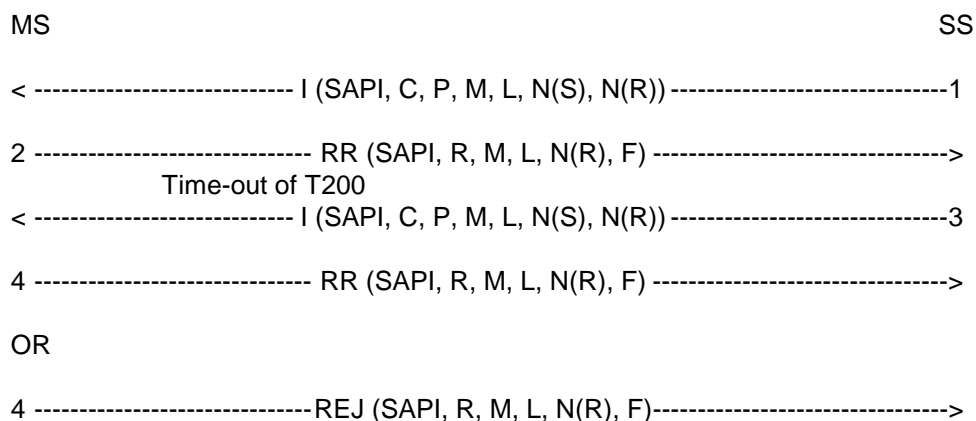 MS SS
< ----------------------------- I (SAPI, C, P, M, L, N(S), N(R)) -------------------------------1
2 ------------------------------- RR (SAPI, R, M, L, N(R), F) --------------------------------->
Time-out of T200
< ----------------------------- I (SAPI, C, P, M, L, N(S), N(R)) -------------------------------3
4 ------------------------------- RR (SAPI, R, M, L, N(R), F) --------------------------------->
OR
4 -------------------------------REJ (SAPI, R, M, L, N(R), F)--------------------------------->